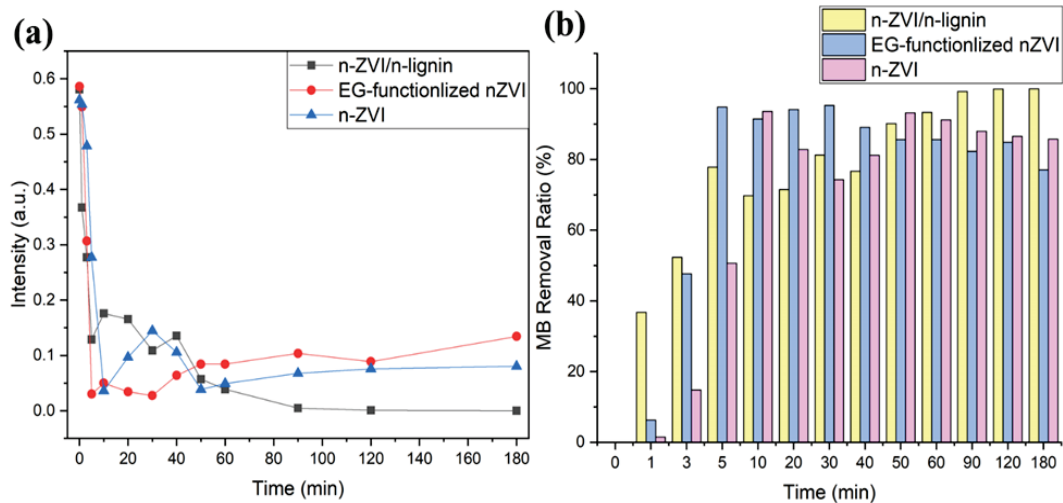 (a)
n-ZVI/n-lignin
EG-functionlized nZVI
n-ZVI
Intensity (a.u.)
0.6
0.5
0.4
0.3
0.2
0.1
0.0
0 20 40 60 80 100 120 140 160 180
Time (min)
(b)
n-ZVI/n-lignin
EG-functionlized nZVI
n-ZVI
MB Removal Ratio (%)
100
80
60
40
20
0
0 1 3 5 10 20 30 40 50 60 90 120 180
Time (min)